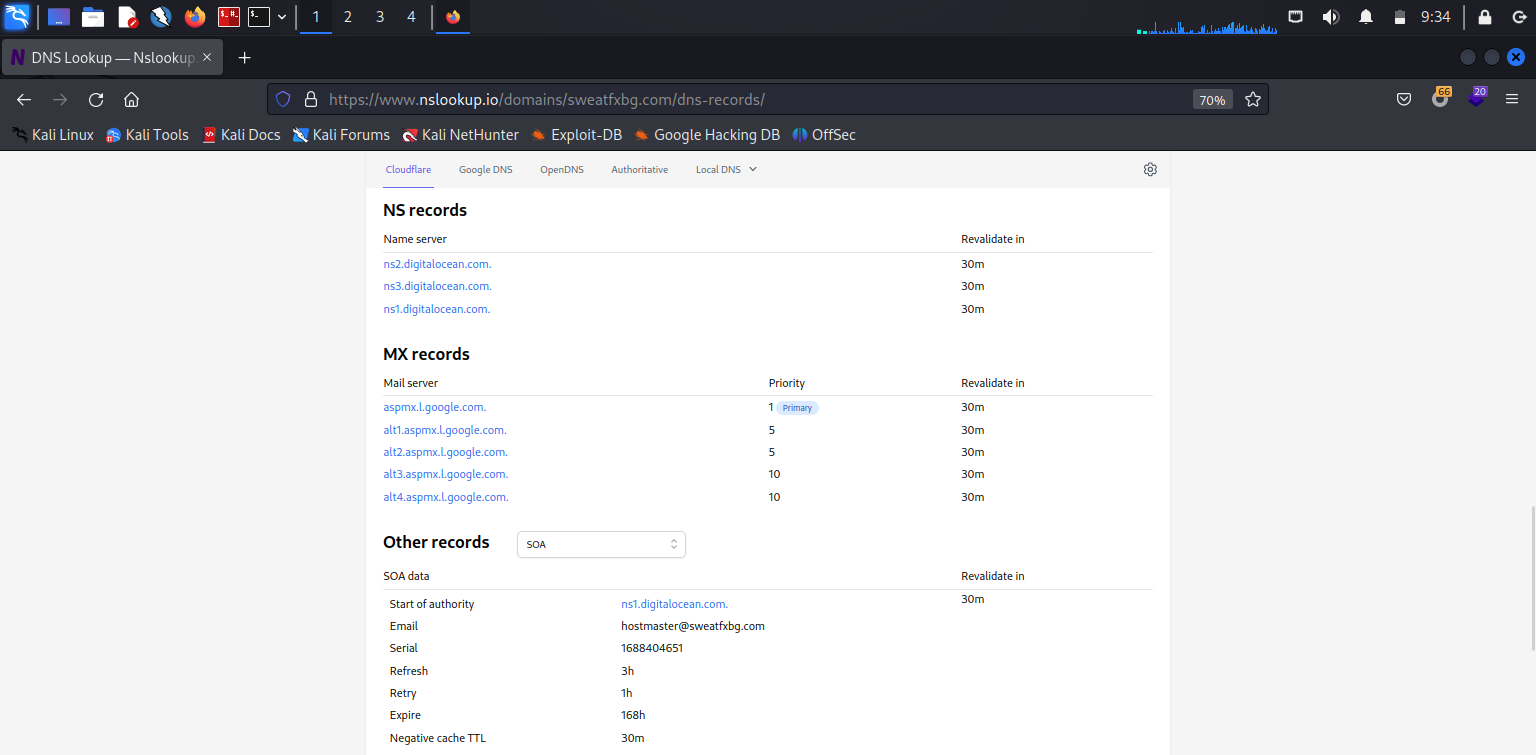 1 2 3 4 9:34
DNS Lookup — Nslookup.
https://www.nslookup.io/domains/sweatfxbg.com/dns-records/ 70% 66 20
Kali Linux Kali Tools Kali Docs Kali Forums Kali NetHunter Exploit-DB Google Hacking DB OffSec
Cloudflare Google DNS OpenDNS Authoritative Local DNS
NS records
Name server Revalidate in
ns2.digitalocean.com. 30m
ns3.digitalocean.com. 30m
ns1.digitalocean.com. 30m
MX records
Mail server Priority Revalidate in
aspmx.l.google.com. 1 Primary 30m
alt1.aspmx.l.google.com. 5 30m
alt2.aspmx.l.google.com. 5 30m
alt3.aspmx.l.google.com. 10 30m
alt4.aspmx.l.google.com. 10 30m
Other records SOA
SOA data Revalidate in
Start of authority ns1.digitalocean.com. 30m
Email hostmaster@sweatfxbg.com
Serial 1688404651
Refresh 3h
Retry 1h
Expire 168h
Negative cache TTL 30m